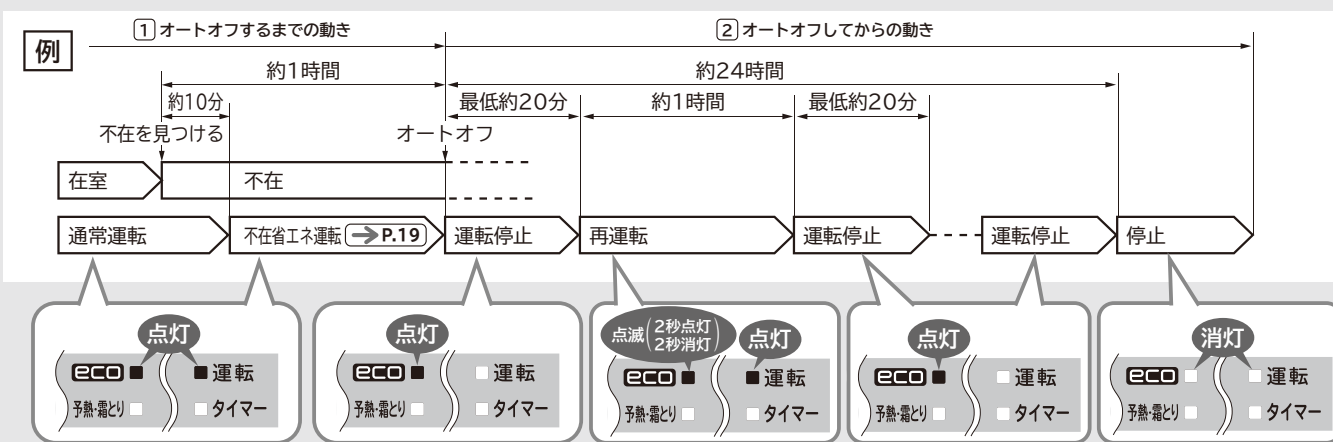 例
1 オートオフするまでの動き
2 オートオフしてからの動き
約1時間
約24時間
約10分
最低約20分
約1時間
最低約20分
不在を見つける
オートオフ
在室
不在
通常運転
不在省エネ運転 →P.19
運転停止
再運転
運転停止
運転停止
停止
点灯
eco
運転
予熱・霜とり
タイマー
点灯
eco
運転
予熱・霜とり
タイマー
点滅(2秒点灯
2秒消灯)
点灯
eco
運転
予熱・霜とり
タイマー
点灯
eco
運転
予熱・霜とり
タイマー
消灯
eco
運転
予熱・霜とり
タイマー